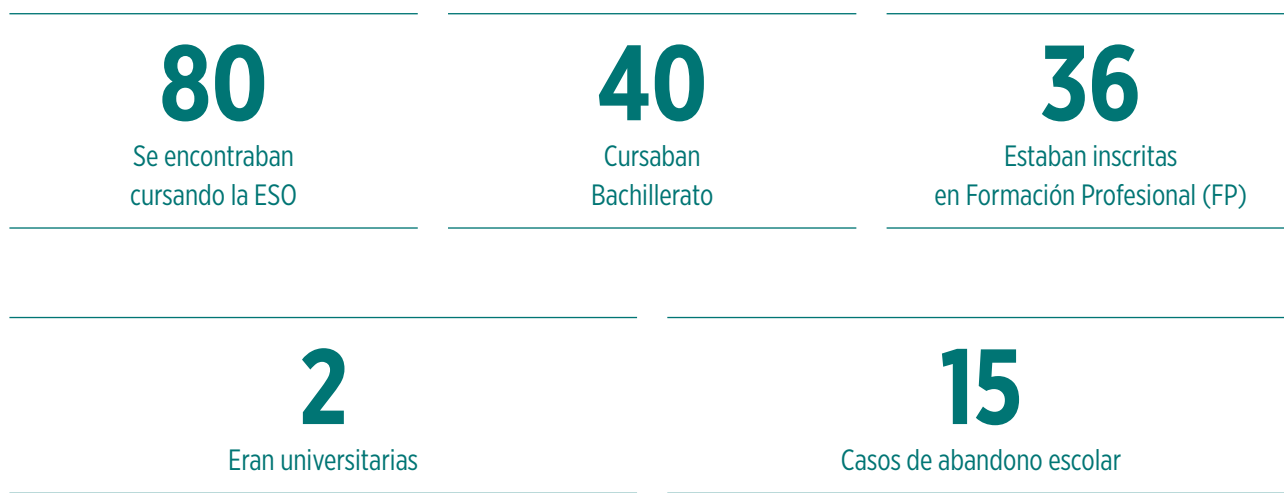 80
Se encontraban
cursando la ESO
40
Cursaban
Bachillerato
36
Estaban inscritas
en Formación Profesional (FP)
2
Eran universitarias
15
Casos de abandono escolar